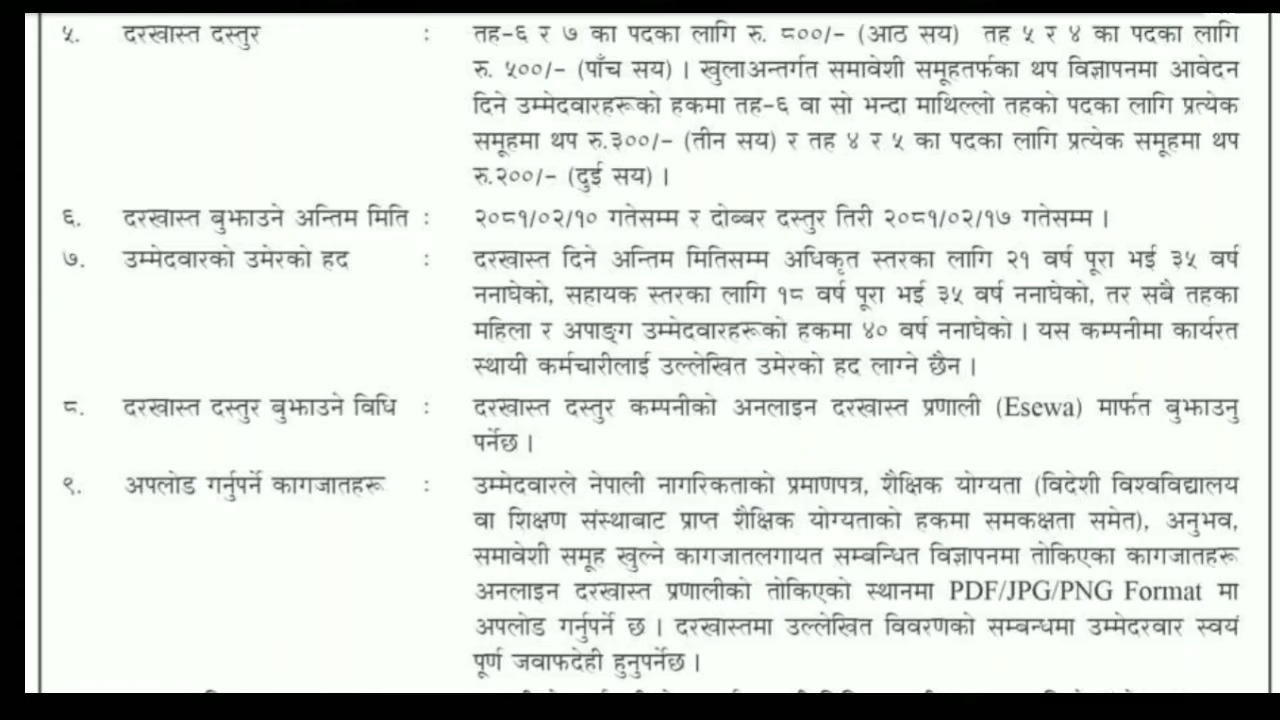 ५. दरखास्त दस्तुर : तह-६ र ७ का पदका लागि रु. ८००/- (आठ सय) तह ५ र ४ का पदका लागि
रु. ५००/- (पाँच सय) । खुलाअन्तर्गत समावेशी समूहतर्फका थप विज्ञापनमा आवेदन
दिने उम्मेदवारहरूको हकमा तह-६ वा सो भन्दा माथिल्लो तहको पदका लागि प्रत्येक
समूहमा थप रु.३००/- (तीन सय) र तह ४ र ५ का पदका लागि प्रत्येक समूहमा थप
रु.२००/- (दुई सय) ।
६. दरखास्त बुझाउने अन्तिम मिति : २०८१/०२/१० गतेसम्म र दोब्बर दस्तुर तिरी २०८१/०२/१७ गतेसम्म ।
७. उम्मेदवारको उमेरको हद : दरखास्त दिने अन्तिम मितिसम्म अधिकृत स्तरका लागि २१ वर्ष पूरा भई ३५ वर्ष
ननाघेको, सहायक स्तरका लागि १८ वर्ष पूरा भई ३५ वर्ष ननाघेको, तर सबै तहका
महिला र अपाङ्ग उम्मेदवारहरूको हकमा ४० वर्ष ननाघेको । यस कम्पनीमा कार्यरत
स्थायी कर्मचारीलाई उल्लेखित उमेरको हद लाग्ने छैन ।
८. दरखास्त दस्तुर बुझाउने विधि : दरखास्त दस्तुर कम्पनीको अनलाइन दरखास्त प्रणाली (Esewa) मार्फत बुझाउनु
पर्नेछ ।
९. अपलोड गर्नुपर्ने कागजातहरू : उम्मेदवारले नेपाली नागरिकताको प्रमाणपत्र, शैक्षिक योग्यता (विदेशी विश्वविद्यालय
वा शिक्षण संस्थाबाट प्राप्त शैक्षिक योग्यताको हकमा समकक्षता समेत), अनुभव,
समावेशी समूह खुल्ने कागजातलगायत सम्बन्धित विज्ञापनमा तोकिएका कागजातहरू
अनलाइन दरखास्त प्रणालीको तोकिएको स्थानमा PDF/JPG/PNG Format मा
अपलोड गर्नुपर्ने छ । दरखास्तमा उल्लेखित विवरणको सम्बन्धमा उम्मेदरवार स्वयं
पूर्ण जवाफदेही हुनुपर्नेछ ।